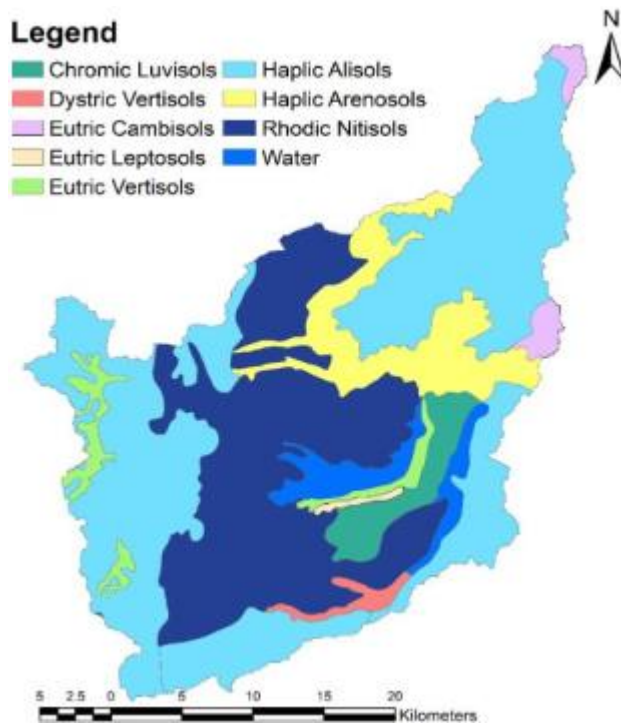 N
Legend
Chromic Luvisols
Haplic Alisols
Dystric Vertisols
Haplic Arenosols
Eutric Cambisols
Rhodic Nitisols
Eutric Leptosols
Water
Eutric Vertisols
5 2.5 0 5 10 15 20
Kilometers